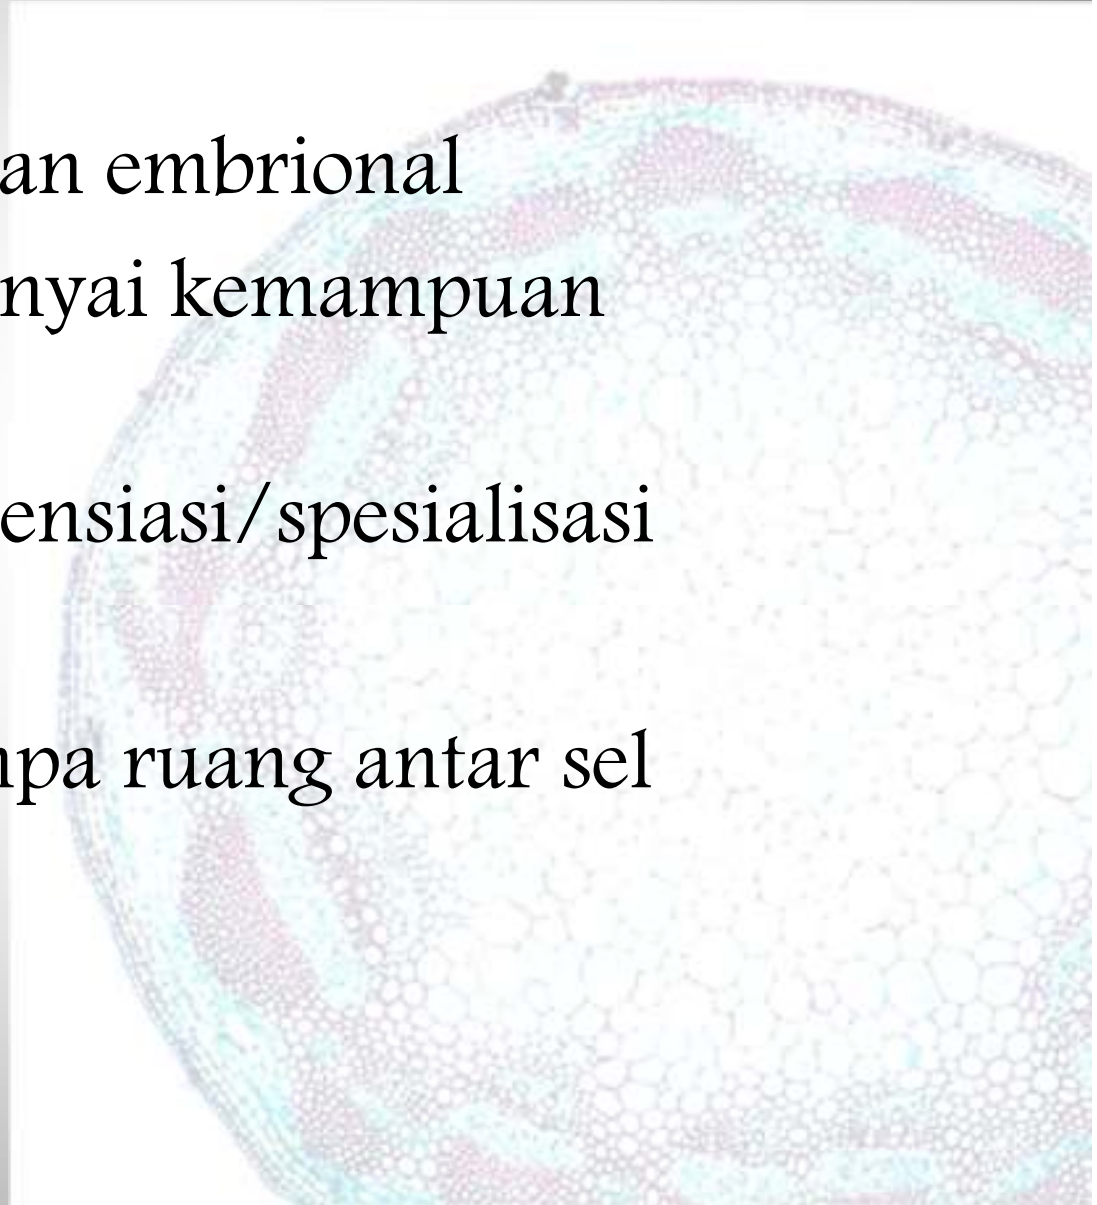 an embrional
nyai kemampuan
ensiasi/spesialisasi
npa ruang antar sel